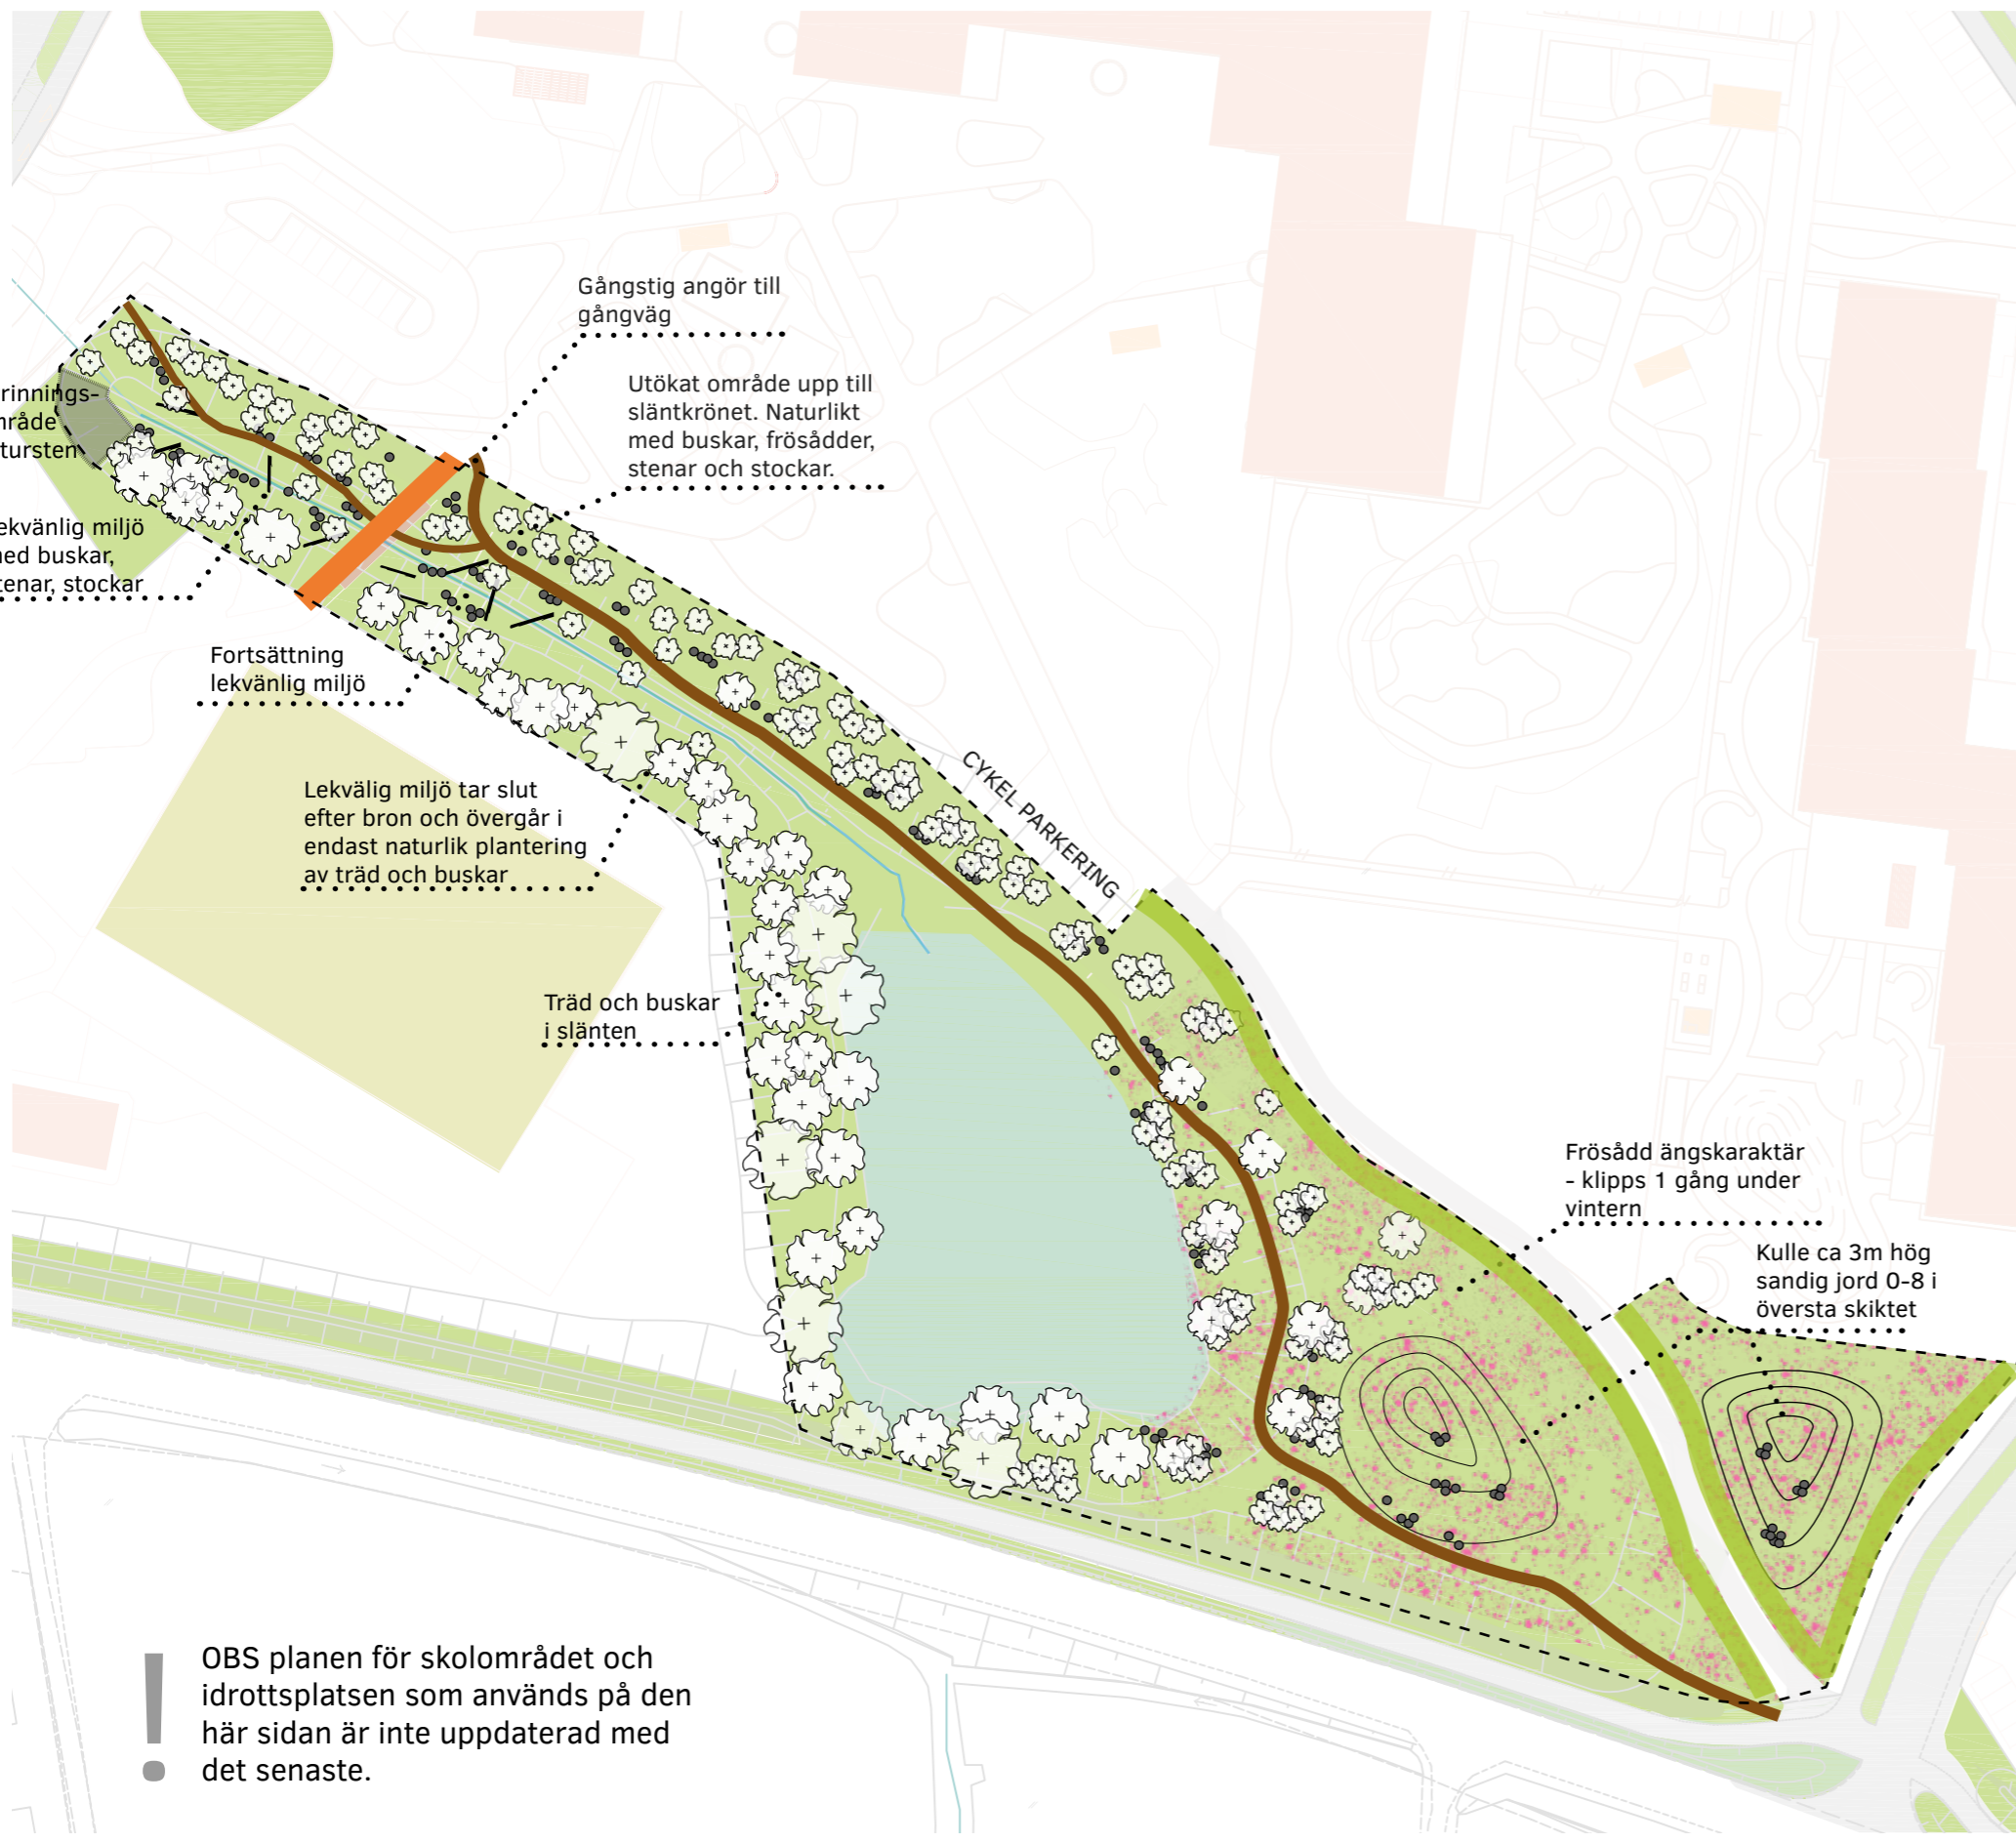 Gångstig angör till
gångväg
Utökat område upp till
släntkrönet. Naturlikt
med buskar, frösådder,
stenar och stockar.
rinnings-
område
tursten
ekvänlig miljö
med buskar,
tenar, stockar
Fortsättning
lekvänlig miljö
Lekvälig miljö tar slut
efter bron och övergår i
endast naturlik plantering
av träd och buskar
CYKEL PARKERING
Träd och buskar
i slänten
Frösådd ängskaraktär
- klipps 1 gång under
vintern
Kulle ca 3m hög
sandig jord 0-8 i
översta skiktet
! OBS planen för skolområdet och
idrottsplatsen som används på den
här sidan är inte uppdaterad med
det senaste.